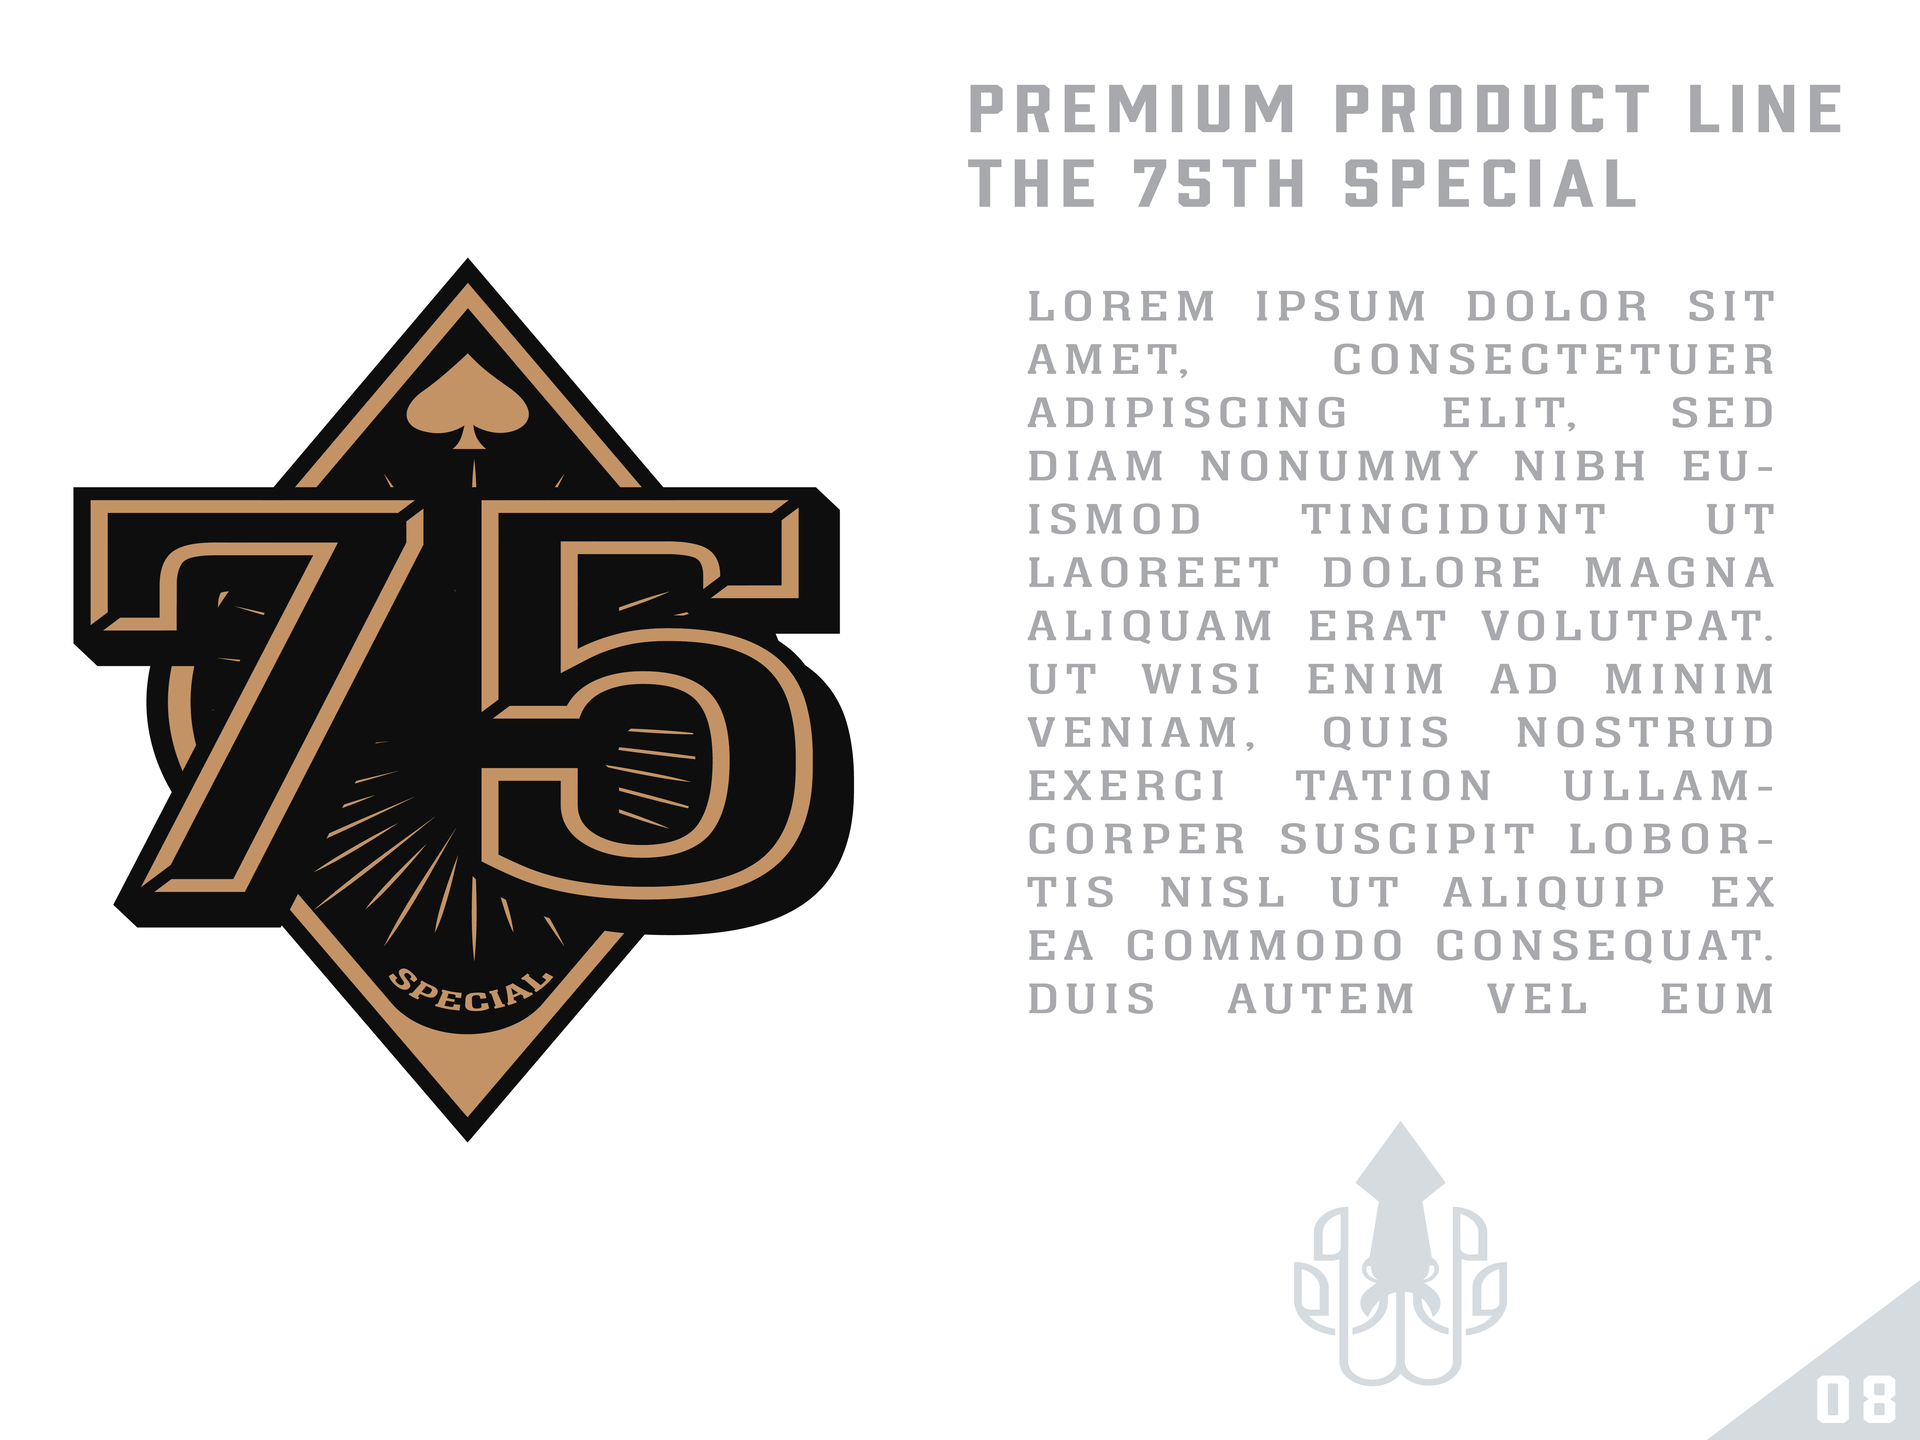 PREMIUM PRODUCT LINE
THE 75TH SPECIAL
75
SPECIAL
LOREM IPSUM DOLOR SIT
AMET, CONSECTETUER
ADIPISCING ELIT, SED
DIAM NONUMMY NIBH EU-
ISMOD TINCIDUNT UT
LAOREET DOLORE MAGNA
ALIQUAM ERAT VOLUTPAT.
UT WISI ENIM AD MINIM
VENIAM, QUIS NOSTRUD
EXERCI TATION ULLAM-
CORPER SUSCIPIT LOBOR-
TIS NISL UT ALIQUIP EX
EA COMMODO CONSEQUAT.
DUIS AUTEM VEL EUM
08